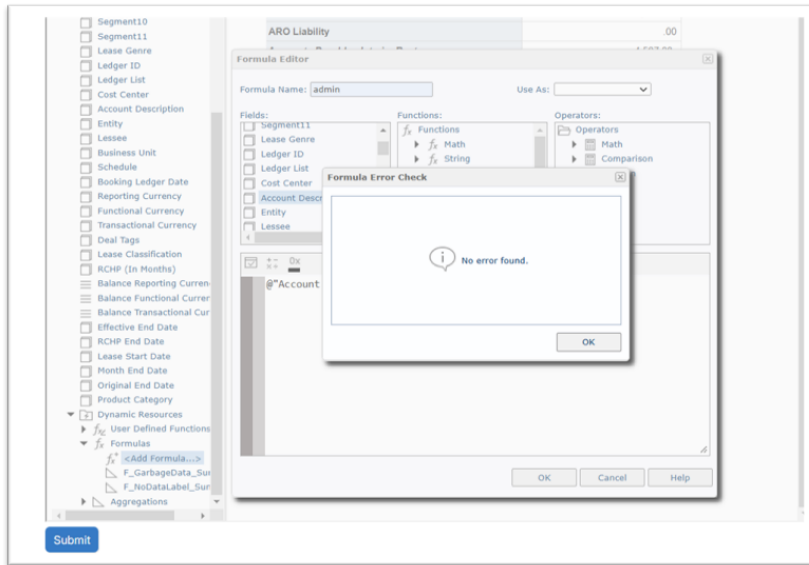 Segment10
Segment11
Lease Genre
Ledger ID
Ledger List
Cost Center
Account Description
Entity
Lessee
Business Unit
Schedule
Booking Ledger Date
Reporting Currency
Functional Currency
Transactional Currency
Deal Tags
Lease Classification
RCHP (In Months)
Balance Reporting Curren
Balance Functional Currer
Balance Transactional Cur
Effective End Date
RCHP End Date
Lease Start Date
Month End Date
Original End Date
Product Category
Dynamic Resources
User Defined Functions
Formulas
<Add Formula...>
F_GarbageData_Sur
F_NoDataLabel_Sur
Aggregations
Submit
ARO Liability .00
Formula Editor
Formula Name: admin Use As:
Fields: Functions: Operators:
Segment11
Lease Genre
Ledger ID
Ledger List
Cost Center
Account Descr
Entity
Lessee
Functions
Math
String
Operators
Math
Comparison
Formula Error Check
No error found.
OK
@"Account
OK Cancel Help